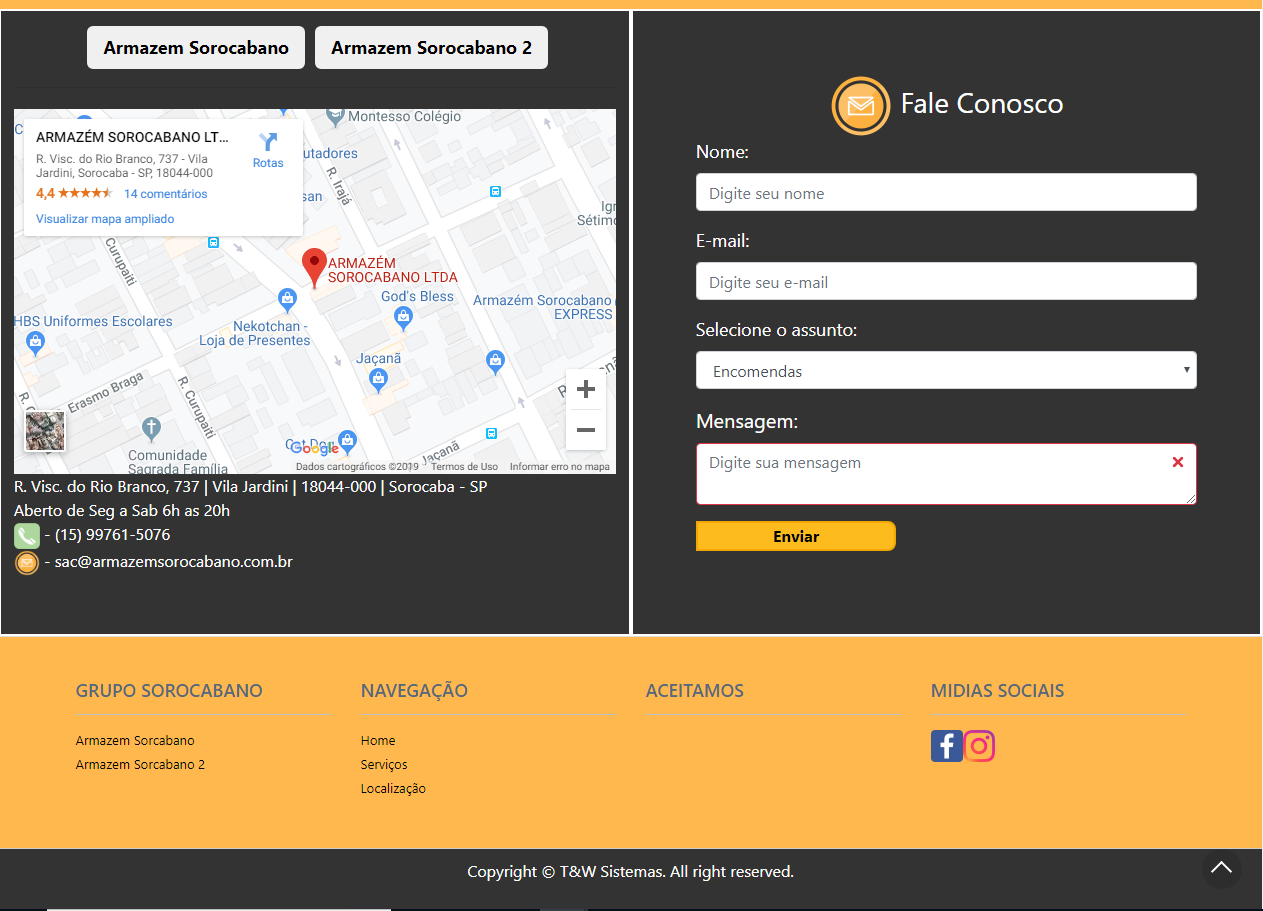 Armazem Sorocabano
Armazem Sorocabano 2
Montesso Colégio
ARMAZÉM SOROCABANO LT...
R. Visc. do Rio Branco, 737 - Vila
Jardini, Sorocaba - SP, 18044-000
4,4
14 comentários
Visualizar mapa ampliado
Rotas
R. Irajá
Sétimo
R. Curupaiti
ARMAZÉM
SOROCABANO LTDA
God's Bless
Armazém Sorocabano
EXPRESS
HBS Uniformes Escolares
Nekotchan -
Loja de Presentes
Jaçanã
Erasmo Braga
R. Curupaiti
Comunidade
Sagrada Família
Jaçanã
Google
Dados cartográficos ©2019
Termos de Uso
Informar erro no mapa
R. Visc. do Rio Branco, 737 | Vila Jardini | 18044-000 | Sorocaba - SP
Aberto de Seg a Sab 6h as 20h
- (15) 99761-5076
- sac@armazemsorocabano.com.br
Fale Conosco
Nome:
Digite seu nome
E-mail:
Digite seu e-mail
Selecione o assunto:
Encomendas
Mensagem:
Digite sua mensagem
Enviar
GRUPO SOROCABANO
Armazem Sorcabano
Armazem Sorcabano 2
NAVEGAÇÃO
Home
Serviços
Localização
ACEITAMOS
MIDIAS SOCIAIS
Copyright © T&W Sistemas. All right reserved.